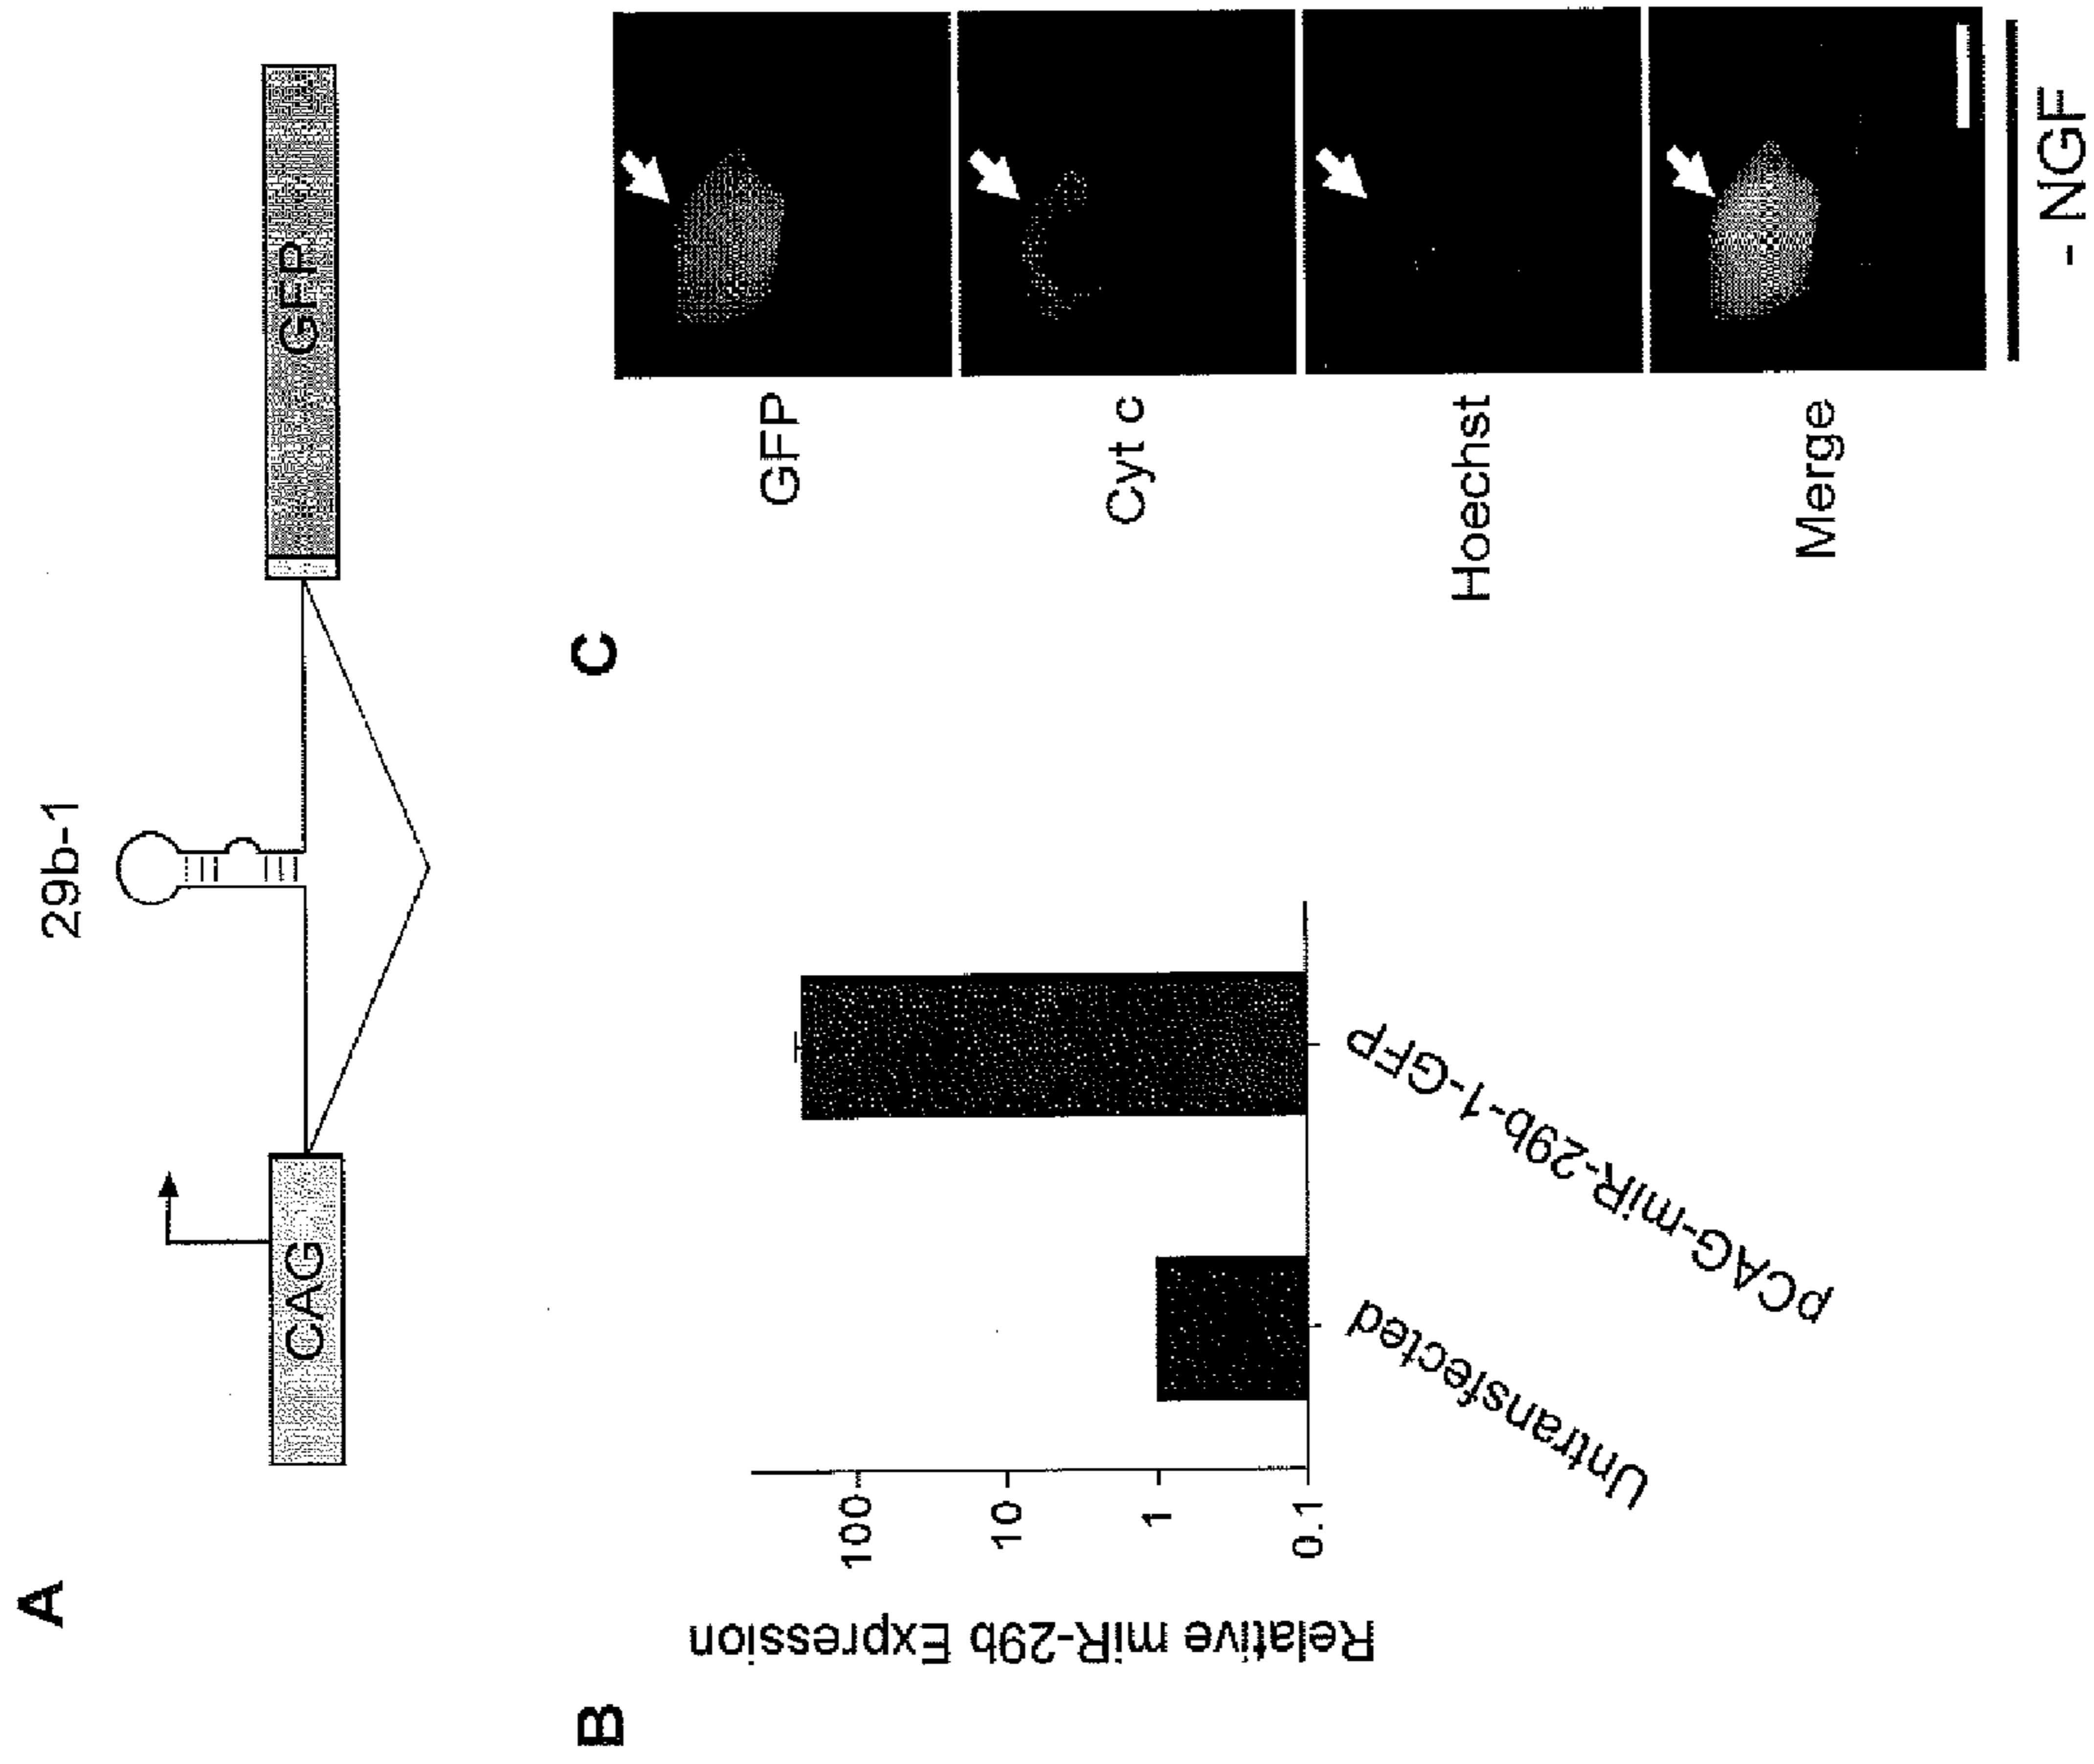 A
29b-1
CAG
GFP
B
Relative miR-29b Expression
100
10
1
0.1
Untransfected
pCAG-miR-29b-1-GFP
C
GFP
Cyt c
Hoechst
Merge
- NGF